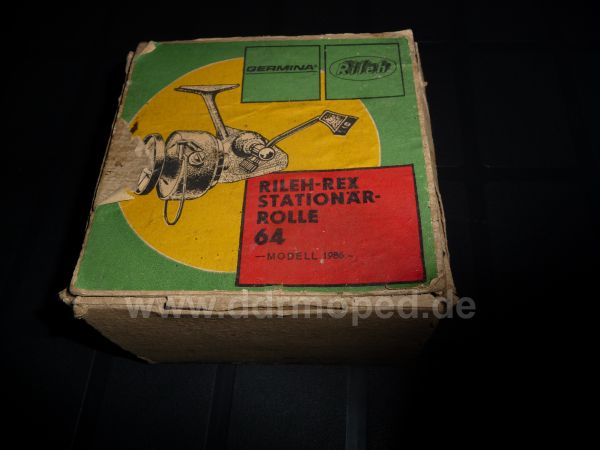 GERMINA®
Rileh
RILEH-REX
STATIONÄR-
ROLLE
64
—MODELL 1986—
www.ddrmoped.de